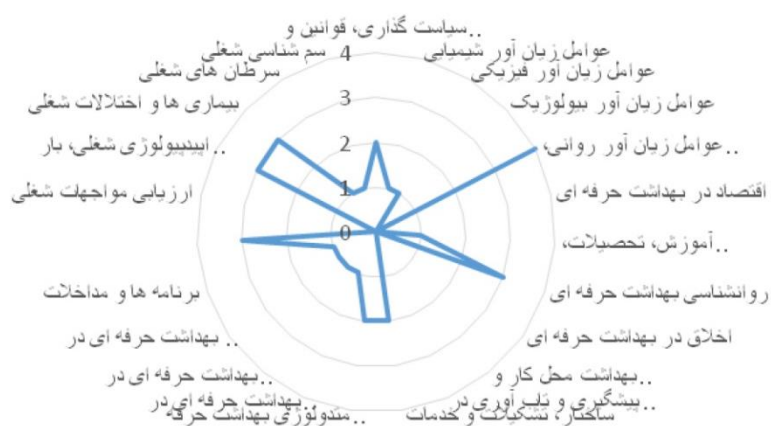 سیاست گذاری، قوانین و..
عوامل زیان آور شیمیایی
عوامل زیان آور فیزیکی
عوامل زیان آور بیولوژیک
عوامل زیان آور روانی،..
اقتصاد در بهداشت حرفه ای
آموزش، تحصیلات،..
روانشناسی بهداشت حرفه ای
اخلاق در بهداشت حرفه ای
بهداشت محل کار و..
پیشگیری و تاب آوری در..
ساختار، تشکیلات و خدمات
متدولوژی بهداشت حرفه..
بهداشت حرفه ای در..
بهداشت حرفه ای در..
بهداشت حرفه ای در..
برنامه ها و مداخلات
ارزیابی مواجهات شغلی
اپیدمیولوژی شغلی، بار..
بیماری ها و اختلالات شغلی
سرطان های شغلی
سم شناسی شغلی
4
3
2
1
0